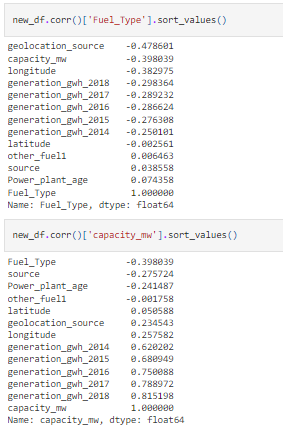 new_df.corr()['Fuel_Type'].sort_values()
geolocation_source -0.478601
capacity_mw -0.398039
longitude -0.382975
generation_gwh_2018 -0.298364
generation_gwh_2017 -0.289232
generation_gwh_2016 -0.286624
generation_gwh_2015 -0.276308
generation_gwh_2014 -0.250101
latitude -0.002561
other_fuel1 0.006463
source 0.038558
Power_plant_age 0.074358
Fuel_Type 1.000000
Name: Fuel_Type, dtype: float64
new_df.corr()['capacity_mw'].sort_values()
Fuel_Type -0.398039
source -0.275724
Power_plant_age -0.241487
other_fuel1 -0.001758
latitude 0.050588
geolocation_source 0.234543
longitude 0.257582
generation_gwh_2014 0.620202
generation_gwh_2015 0.680949
generation_gwh_2016 0.750088
generation_gwh_2017 0.788972
generation_gwh_2018 0.815198
capacity_mw 1.000000
Name: capacity_mw, dtype: float64